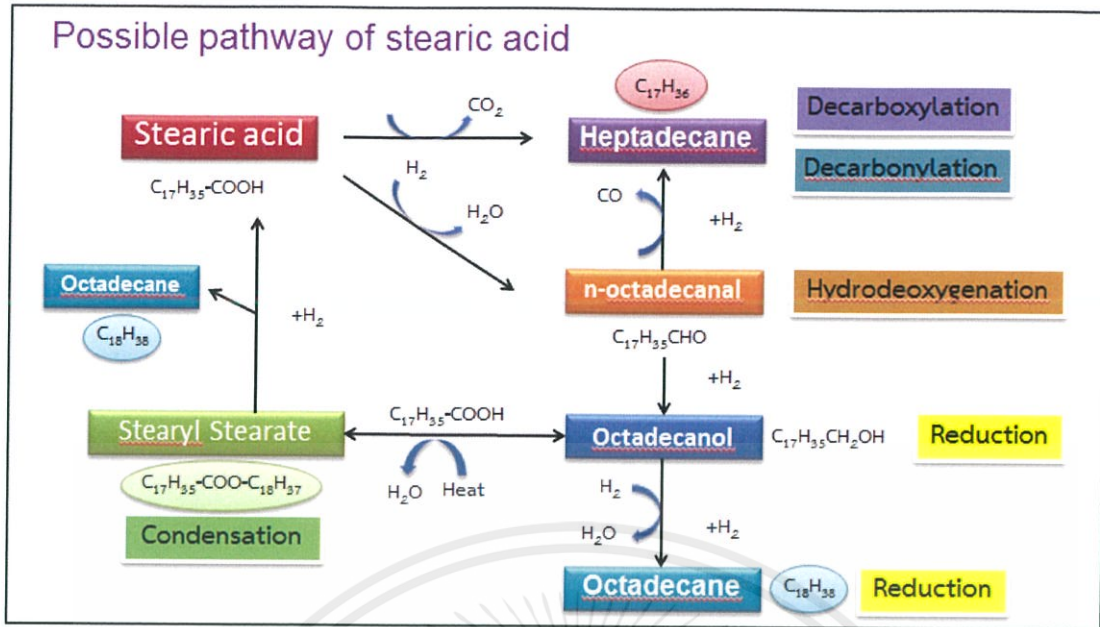 Possible pathway of stearic acid
C₁₇H₃₆
CO₂
Decarboxylation
Stearic acid
Heptadecane
H₂
Decarbonylation
C₁₇H₃₅-COOH
CO
H₂O
+H₂
Octadecane
n-octadecanal
Hydrodeoxygenation
+H₂
C₁₈H₃₈
C₁₇H₃₅CHO
+H₂
C₁₇H₃₅-COOH
Stearyl Stearate
Octadecanol
C₁₇H₃₅CH₂OH
Reduction
C₁₇H₃₅-COO-C₁₈H₃₇
H₂O Heat
H₂
Condensation
H₂O
+H₂
Octadecane
C₁₈H₃₈
Reduction